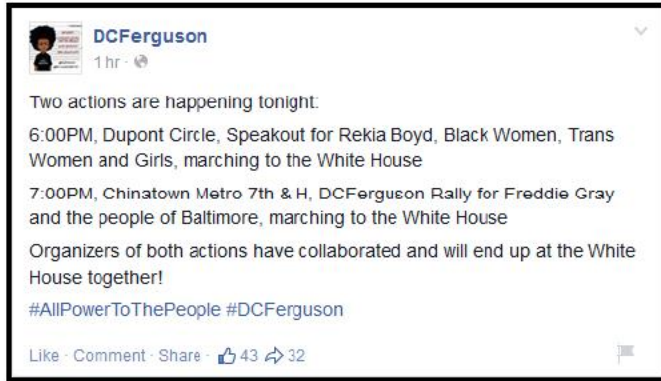 DCFerguson
1 hr ·
Two actions are happening tonight:
6:00PM, Dupont Circle, Speakout for Rekia Boyd, Black Women, Trans
Women and Girls, marching to the White House
7:00PM, Chinatown Metro 7th & H, DCFerguson Rally for Freddie Gray
and the people of Baltimore, marching to the White House
Organizers of both actions have collaborated and will end up at the White
House together!
#AllPowerToThePeople #DCFerguson
Like · Comment · Share · 43 32